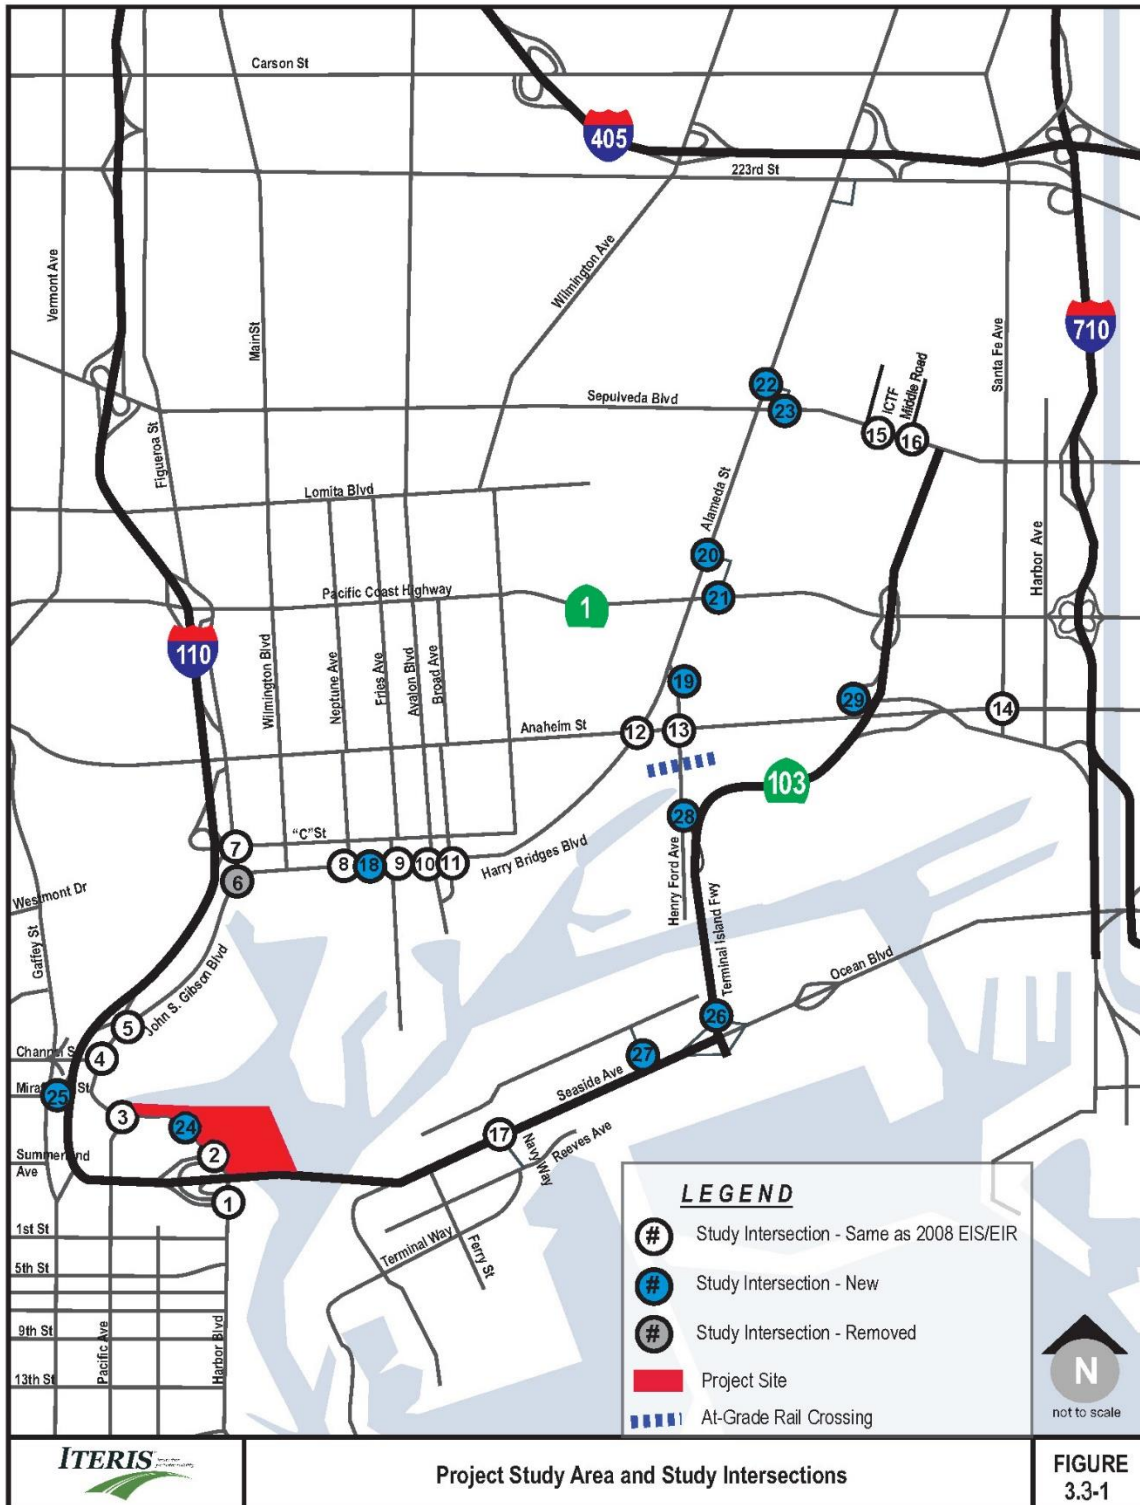 Carson St
405
223rd St
Vermont Ave
Wilmington Ave
MainSt
710
Santa Fe Ave
22
Sepulveda Blvd
23
ICTF
Middle Road
15
16
Figueroa St
Lomita Blvd
Alameda St
Harbor Ave
20
Pacific Coast Highway
1
21
110
Wilmington Blvd
Neptune Ave
Fries Ave
Avalon Blvd
Broad Ave
19
29
14
Anaheim St
12
13
103
"C"St
28
7
8
18
9
10
11
Harry Bridges Blvd
6
Westmont Dr
Gaffey St
Henry Ford Ave
Terminal Island Fwy
Ocean Blvd
John S. Gibson Blvd
5
26
Channel S
4
27
Seaside Ave
25
3
24
17
Navy Way
Reeves Ave
2
Ave
1
1st St
Terminal Way
Ferry St
5th St
9th St
Pacific Ave
Harbor Blvd
13th St
LEGEND
# Study Intersection - Same as 2008 EIS/EIR
# Study Intersection - New
# Study Intersection - Removed
Project Site
At-Grade Rail Crossing
N
not to scale
ITERIS
Project Study Area and Study Intersections
FIGURE
3.3-1